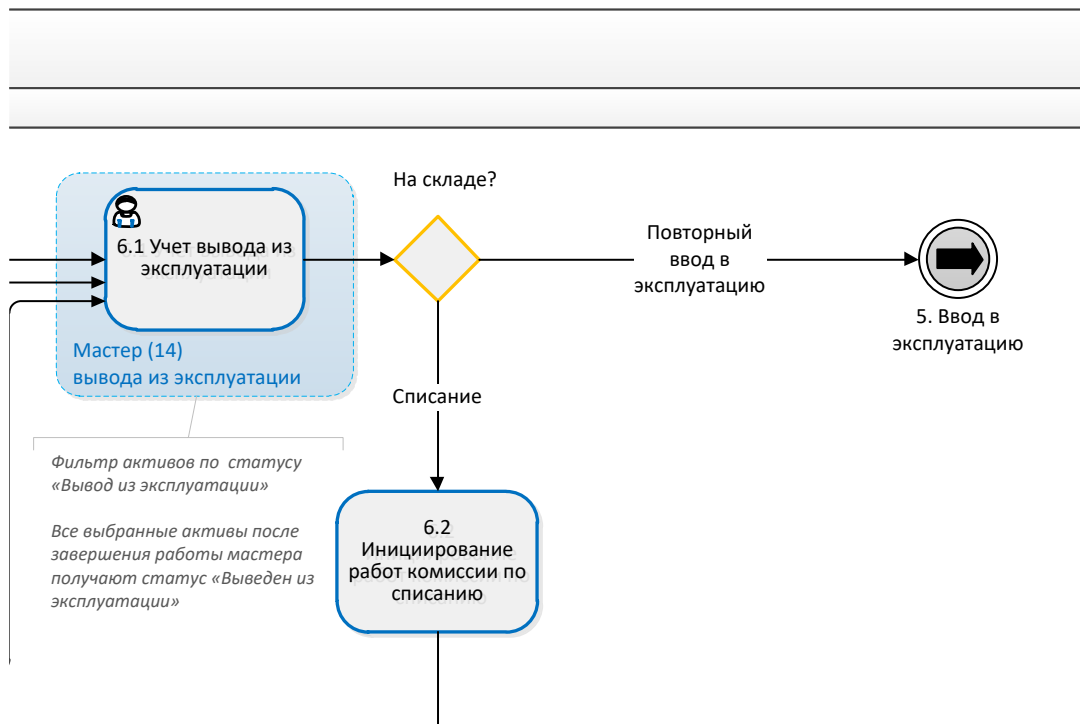 На складе?
6.1 Учет вывода из
эксплуатации
Мастер (14)
вывода из эксплуатации
Повторный
ввод в
эксплуатацию
5. Ввод в
эксплуатацию
Списание
Фильтр активов по статусу
«Вывод из эксплуатации»
Все выбранные активы после
завершения работы мастера
получают статус «Выведен из
эксплуатации»
6.2
Инициирование
работ комиссии по
списанию